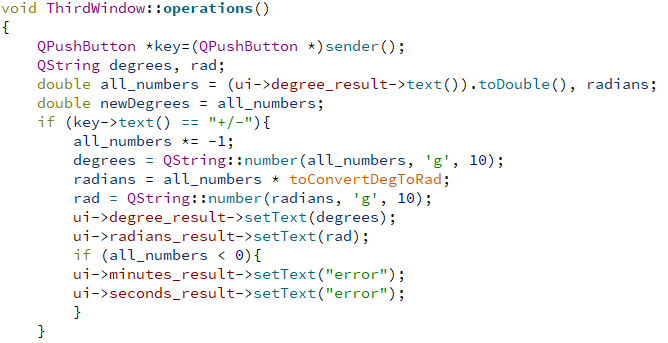 void ThirdWindow::operations()
{
    QPushButton *key=(QPushButton *)sender();
    QString degrees, rad;
    double all_numbers = (ui->degree_result->text()).toDouble(), radians;
    double newDegrees = all_numbers;
    if (key->text() == "+/-"){
        all_numbers *= -1;
        degrees = QString::number(all_numbers, 'g', 10);
        radians = all_numbers * toConvertDegToRad;
        rad = QString::number(radians, 'g', 10);
        ui->degree_result->setText(degrees);
        ui->radians_result->setText(rad);
        if (all_numbers < 0){
        ui->minutes_result->setText("error");
        ui->seconds_result->setText("error");
        }
    }